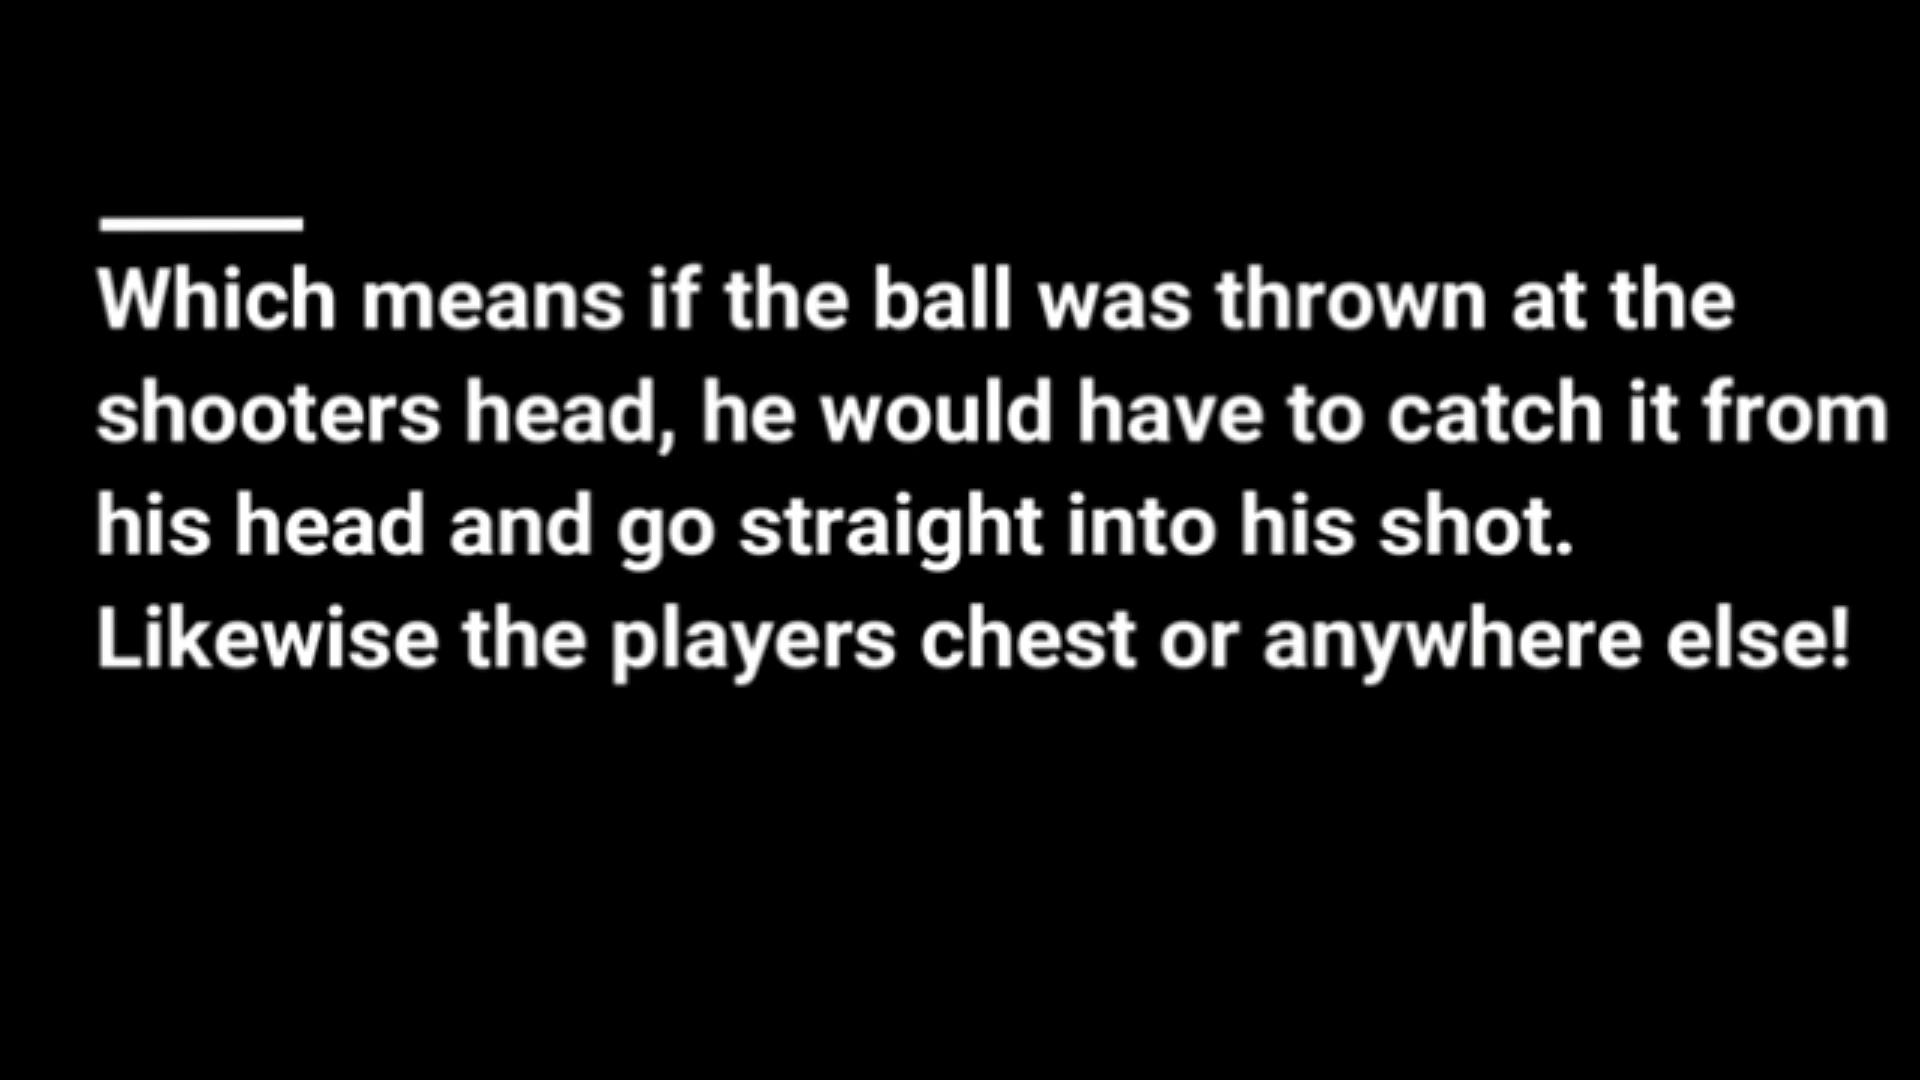 Which means if the ball was thrown at the
shooters head, he would have to catch it from
his head and go straight into his shot.
Likewise the players chest or anywhere else!